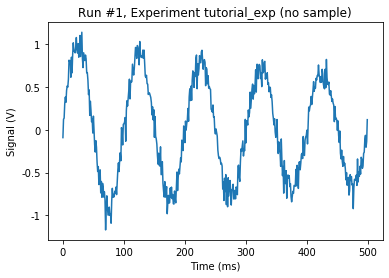 Run #1, Experiment tutorial_exp (no sample)
1
0.5
0
-0.5
-1
Signal (V)
0 100 200 300 400 500
Time (ms)